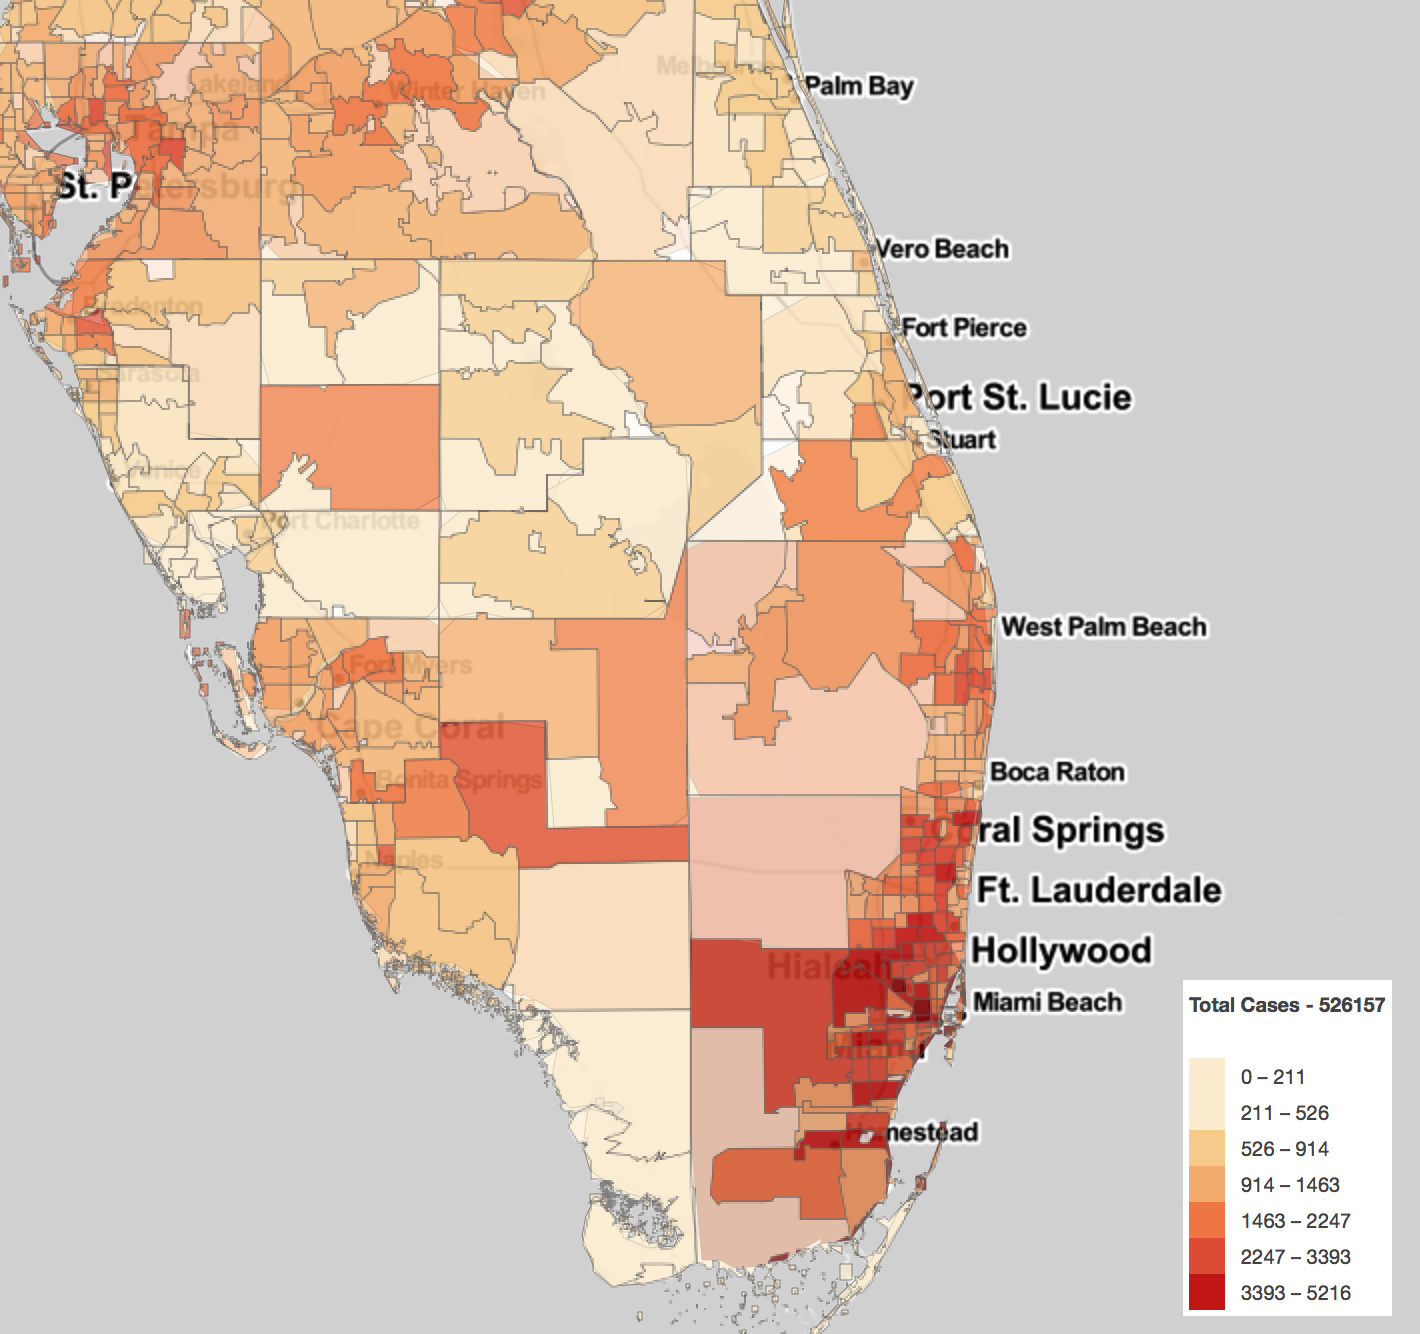 Melbourne
Palm Bay
Lakeland
Winter Haven
Tampa
St. Petersburg
Vero Beach
Bradenton
Fort Pierce
Sarasota
Port St. Lucie
Stuart
Venice
Port Charlotte
West Palm Beach
Fort Myers
Cape Coral
Boca Raton
Bonita Springs
Coral Springs
Naples
Ft. Lauderdale
Hollywood
Hialeah
Miami Beach
Miami
Homestead
Total Cases - 526157
0 – 211
211 – 526
526 – 914
914 – 1463
1463 – 2247
2247 – 3393
3393 – 5216